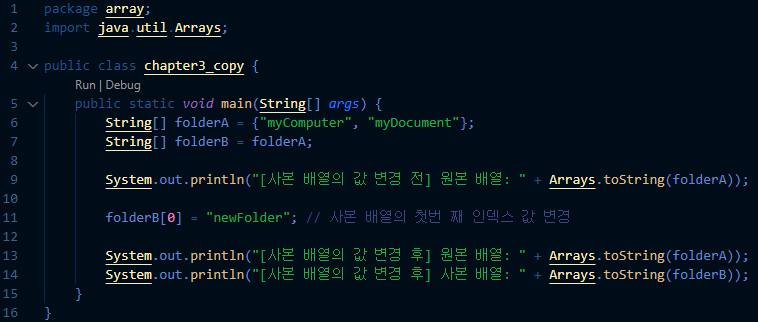 1 package array;
2 import java.util.Arrays;
3
4 public class chapter3_copy {
Run | Debug
5 public static void main(String[] args) {
6 String[] folderA = {"myComputer", "myDocument"};
7 String[] folderB = folderA;
8
9 System.out.println("[사본 배열의 값 변경 전] 원본 배열: " + Arrays.toString(folderA));
10
11 folderB[0] = "newFolder"; // 사본 배열의 첫번 째 인덱스 값 변경
12
13 System.out.println("[사본 배열의 값 변경 후] 원본 배열: " + Arrays.toString(folderA));
14 System.out.println("[사본 배열의 값 변경 후] 사본 배열: " + Arrays.toString(folderB));
15 }
16 }